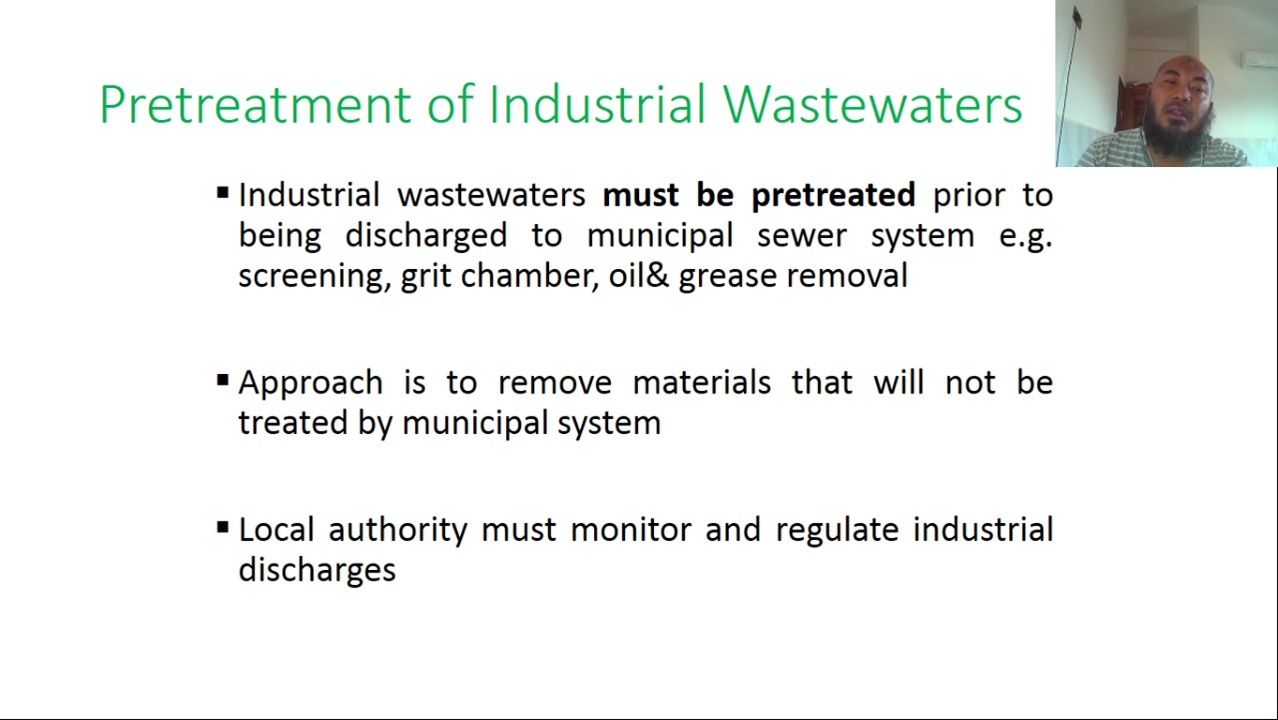 Pretreatment of Industrial Wastewaters
▪ Industrial wastewaters must be pretreated prior to
being discharged to municipal sewer system e.g.
screening, grit chamber, oil& grease removal
▪ Approach is to remove materials that will not be
treated by municipal system
▪ Local authority must monitor and regulate industrial
discharges